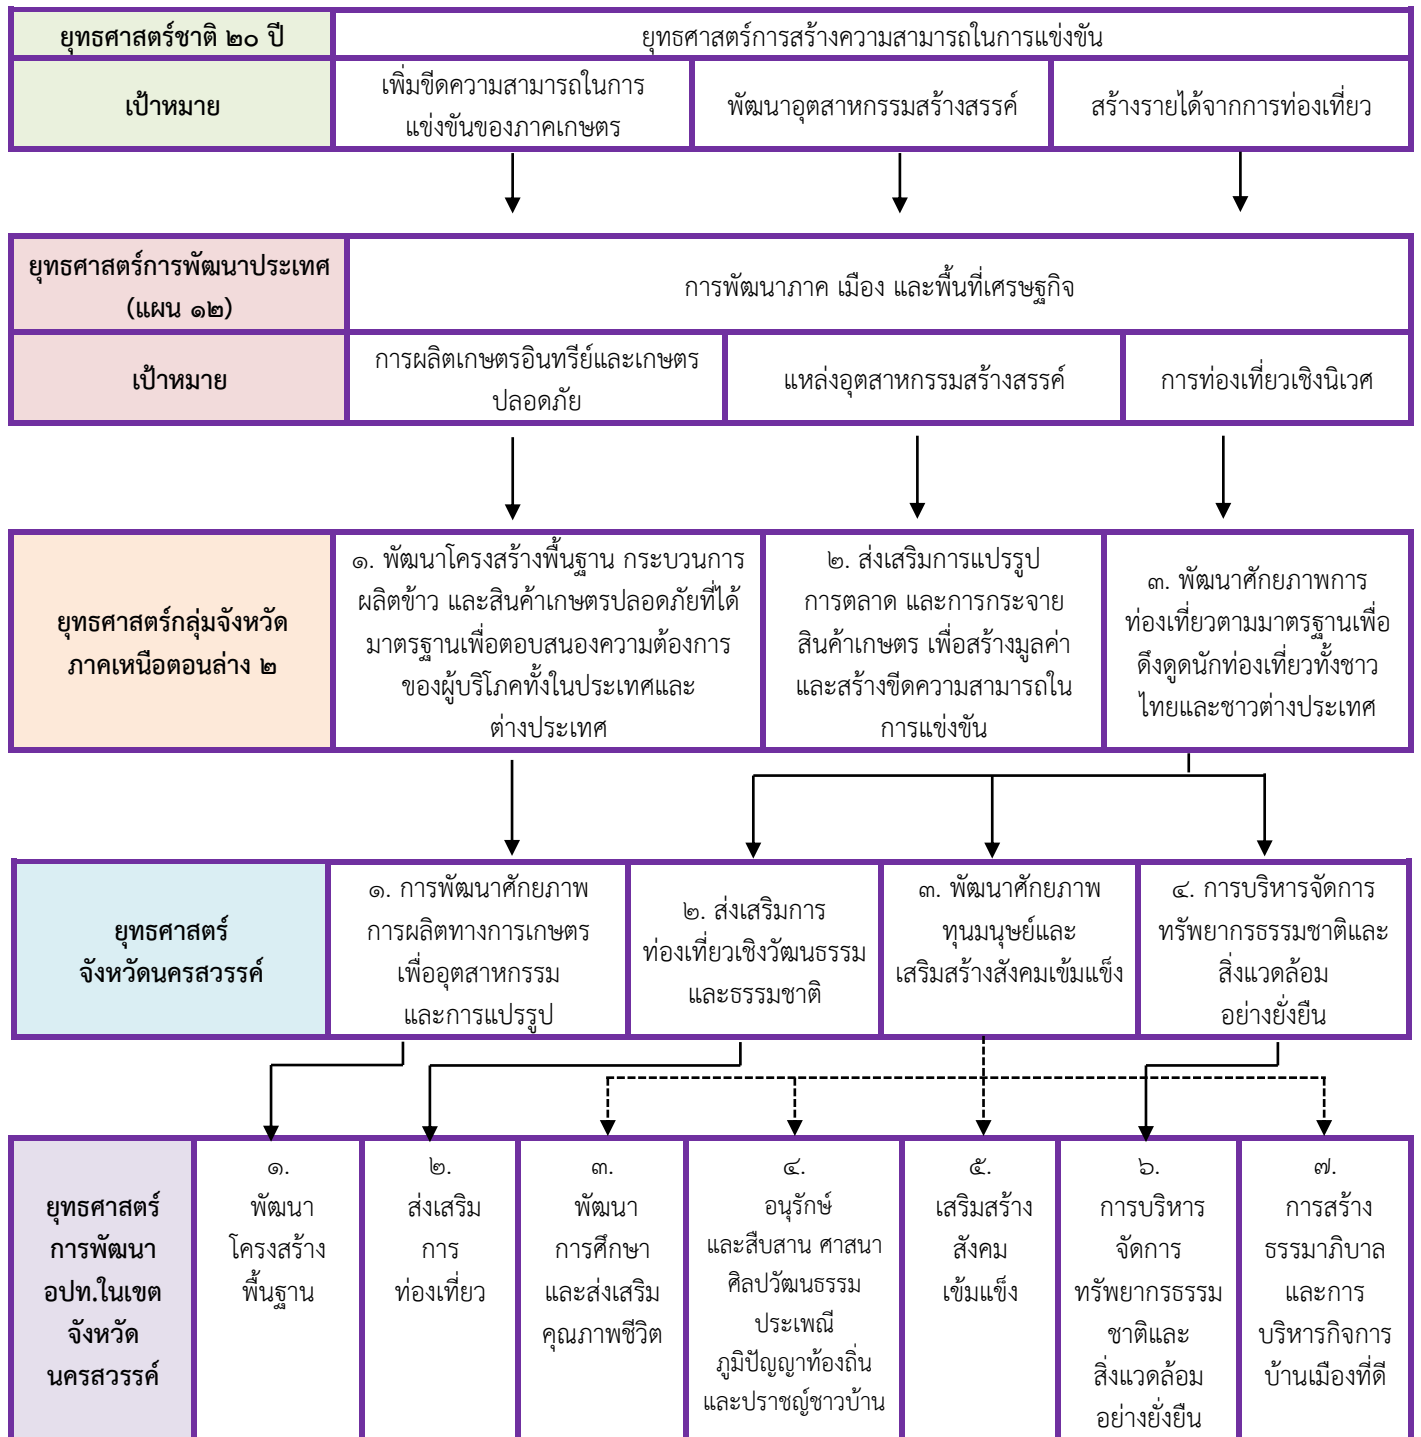 ยุทธศาสตร์ชาติ ๒๐ ปี
ยุทธศาสตร์การสร้างความสามารถในการแข่งขัน
เป้าหมาย
เพิ่มขีดความสามารถในการ
แข่งขันของภาคเกษตร
พัฒนาอุตสาหกรรมสร้างสรรค์
สร้างรายได้จากการท่องเที่ยว
ยุทธศาสตร์การพัฒนาประเทศ
(แผน ๑๒)
การพัฒนาภาค เมือง และพื้นที่เศรษฐกิจ
เป้าหมาย
การผลิตเกษตรอินทรีย์และเกษตร
ปลอดภัย
แหล่งอุตสาหกรรมสร้างสรรค์
การท่องเที่ยวเชิงนิเวศ
ยุทธศาสตร์กลุ่มจังหวัด
ภาคเหนือตอนล่าง ๒
๑. พัฒนาโครงสร้างพื้นฐาน กระบวนการ
ผลิตข้าว และสินค้าเกษตรปลอดภัยที่ได้
มาตรฐานเพื่อตอบสนองความต้องการ
ของผู้บริโภคทั้งในประเทศและ
ต่างประเทศ
๒. ส่งเสริมการแปรรูป
การตลาด และการกระจาย
สินค้าเกษตร เพื่อสร้างมูลค่า
และสร้างขีดความสามารถใน
การแข่งขัน
๓. พัฒนาศักยภาพการ
ท่องเที่ยวตามมาตรฐานเพื่อ
ดึงดูดนักท่องเที่ยวทั้งชาว
ไทยและชาวต่างประเทศ
ยุทธศาสตร์
จังหวัดนครสวรรค์
๑. การพัฒนาศักยภาพ
การผลิตทางการเกษตร
เพื่ออุตสาหกรรม
และการแปรรูป
๒. ส่งเสริมการ
ท่องเที่ยวเชิงวัฒนธรรม
และธรรมชาติ
๓. พัฒนาศักยภาพ
ทุนมนุษย์และ
เสริมสร้างสังคมเข้มแข็ง
๔. การบริหารจัดการ
ทรัพยากรธรรมชาติและ
สิ่งแวดล้อม
อย่างยั่งยืน
ยุทธศาสตร์
การพัฒนา
อปท.ในเขต
จังหวัด
นครสวรรค์
๑.
พัฒนา
โครงสร้าง
พื้นฐาน
๒.
ส่งเสริม
การ
ท่องเที่ยว
๓.
พัฒนา
การศึกษา
และส่งเสริม
คุณภาพชีวิต
๔.
อนุรักษ์
และสืบสาน ศาสนา
ศิลปวัฒนธรรม
ประเพณี
ภูมิปัญญาท้องถิ่น
และปราชญ์ชาวบ้าน
๕.
เสริมสร้าง
สังคม
เข้มแข็ง
๖.
การบริหาร
จัดการ
ทรัพยากรธรรม
ชาติและ
สิ่งแวดล้อม
อย่างยั่งยืน
๗.
การสร้าง
ธรรมาภิบาล
และการ
บริหารกิจการ
บ้านเมืองที่ดี